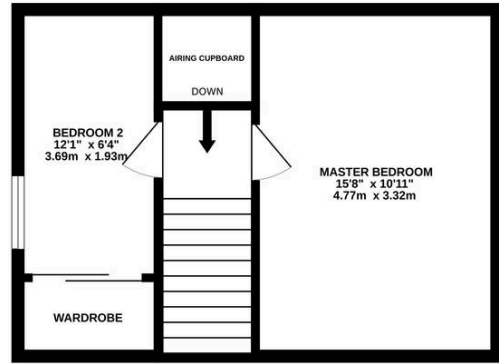 AIRING CUPBOARD
DOWN
BEDROOM 2
12'1" x 6'4"
3.69m x 1.93m
MASTER BEDROOM
15'8" x 10'11"
4.77m x 3.32m
WARDROBE